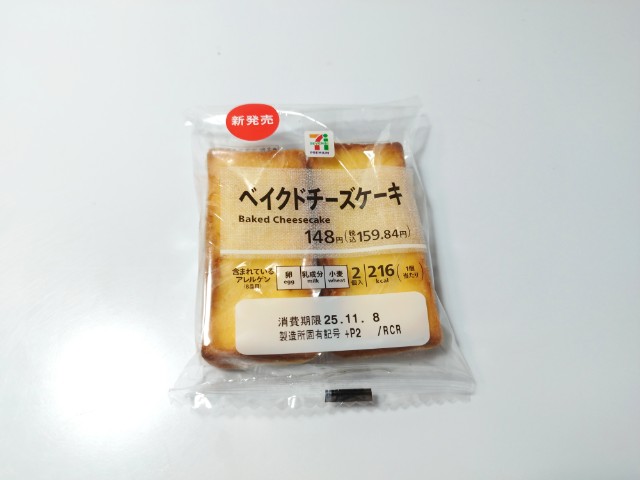 新発売
7
PREMIUM
ベイクドチーズケーキ
Baked Cheesecake
148円(税込159.84円)
含まれている
アレルゲン
卵 乳成分 小麦
egg milk wheat
2個入
216kcal
(1個当たり)
消費期限 25.11. 8
製造所固有記号 +P2 /RCR